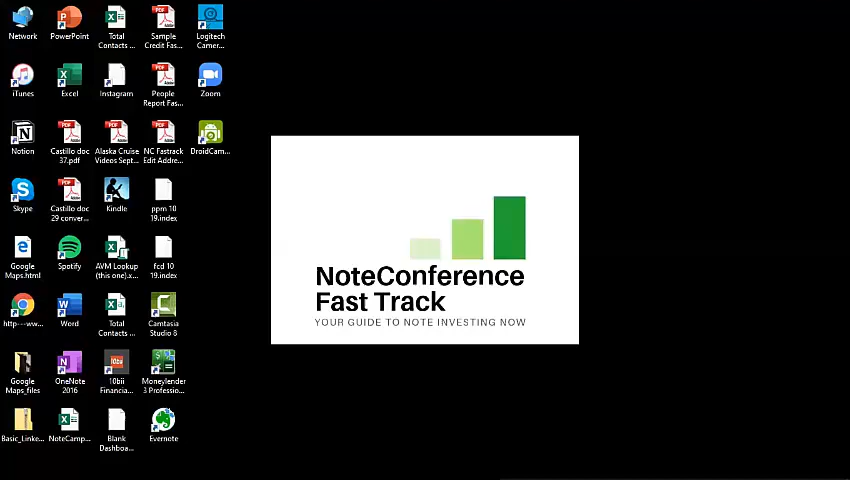 Network
PowerPoint
Total
Contacts ...
Sample
Credit Fas...
Logitech
Camer...
iTunes
Excel
Instagram
People
Report Fas...
Zoom
Notion
Castillo doc
37.pdf
Alaska Cruise
Videos Sept...
NC Fastrack
Edit Addre...
DroidCam...
Skype
Castillo doc
29 conver...
Kindle
ppm 10
19.index
Google
Maps.html
Spotify
AVM Lookup
(this one).x...
fcd 10
19.index
http---ww...
Word
Total
Contacts ...
Camtasia
Studio 8
Google
Maps_files
OneNote
2016
10bii
Financia...
Moneylender
3 Professio...
Basic_Linke...
NoteCamp...
Blank
Dashboa...
Evernote
NoteConference
Fast Track
YOUR GUIDE TO NOTE INVESTING NOW